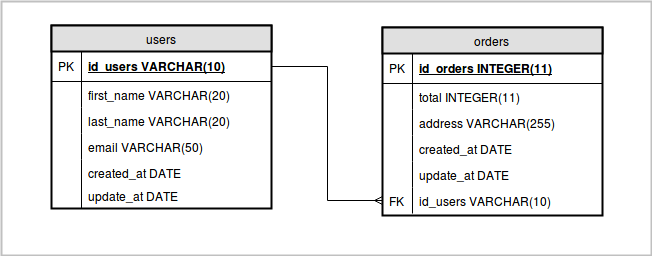 users
PK id_users VARCHAR(10)
first_name VARCHAR(20)
last_name VARCHAR(20)
email VARCHAR(50)
created_at DATE
update_at DATE
orders
PK id_orders INTEGER(11)
total INTEGER(11)
address VARCHAR(255)
created_at DATE
update_at DATE
FK id_users VARCHAR(10)